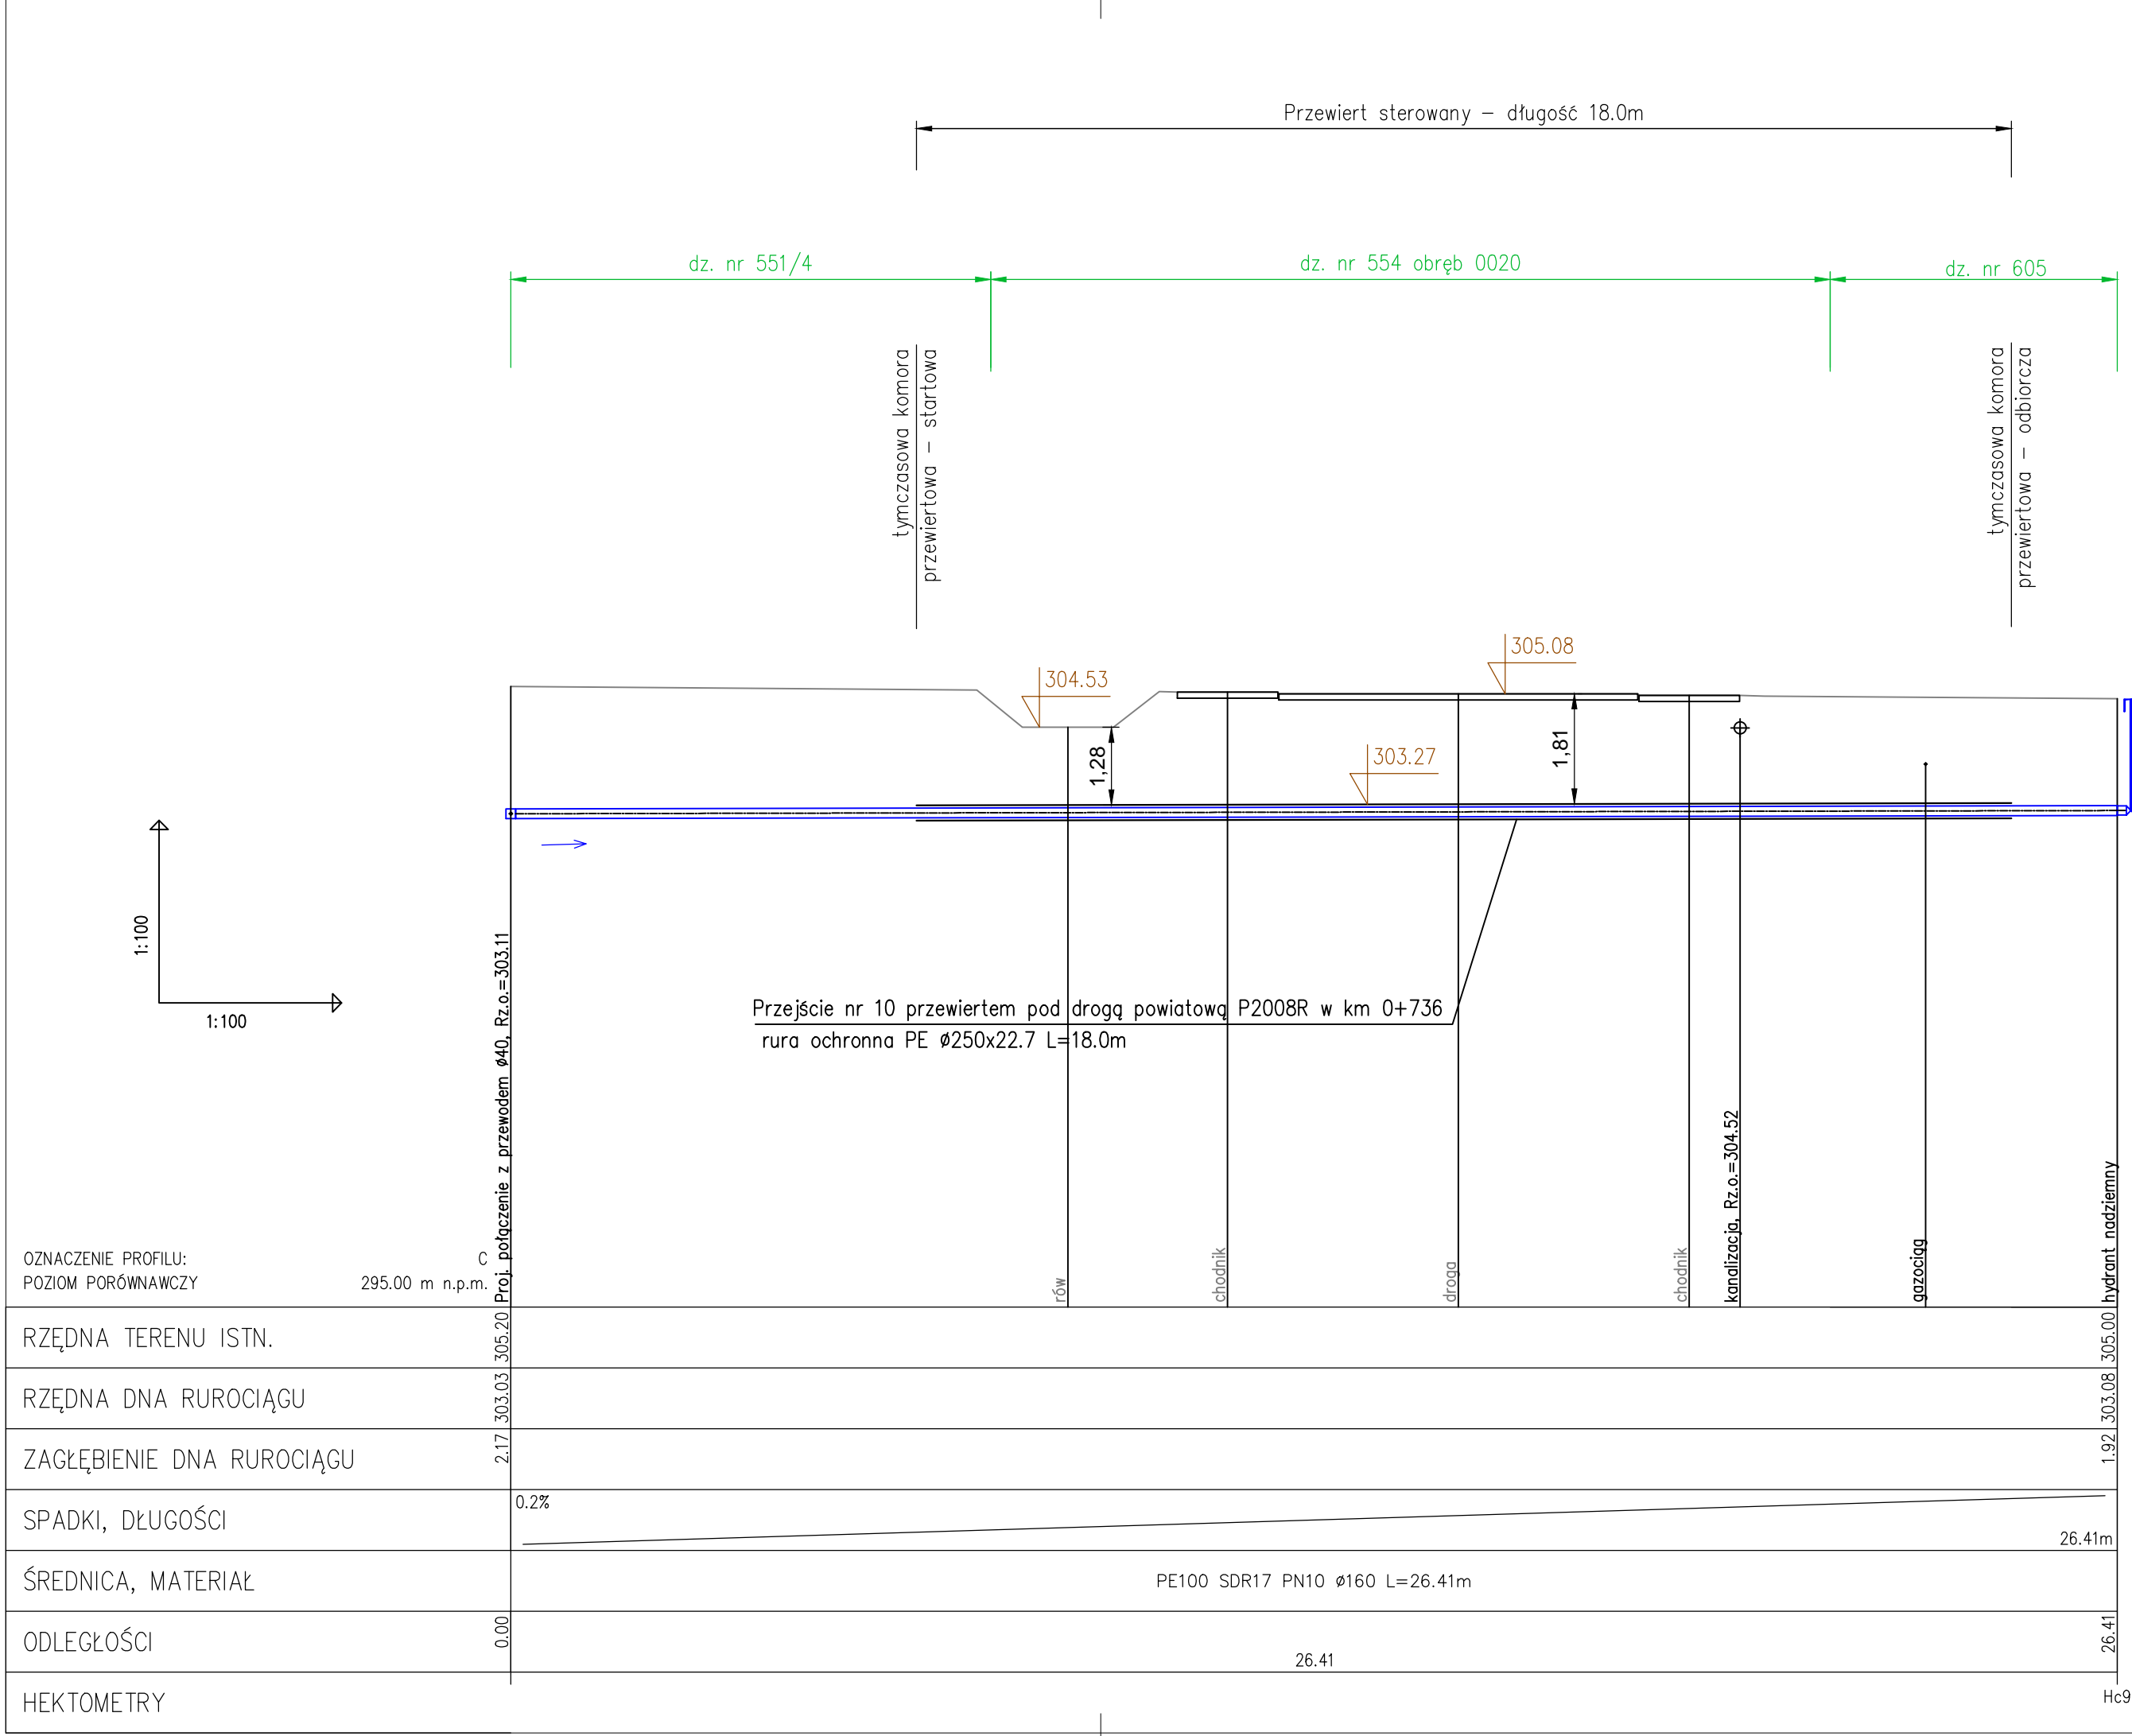 Przewiert sterowany – długość 18.0m
dz. nr 551/4
dz. nr 554 obręb 0020
dz. nr 605
tymczasowa komora
przewiertowa – startowa
tymczasowa komora
przewiertowa – odbiorcza
304.53
305.08
1,28
303.27
1,81
1:100
1:100
Przejście nr 10 przewiertem pod drogą powiatową P2008R w km 0+736
rura ochronna PE ø250x22.7 L=18.0m
Proj. połączenie z przewodem ø40, Rz.o.=303.11
rów
chodnik
droga
chodnik
kanalizacja, Rz.o.=304.52
gazociąg
hydrant nadziemny
OZNACZENIE PROFILU: C
POZIOM PORÓWNAWCZY 295.00 m n.p.m.
RZĘDNA TERENU ISTN. 305.20 305.00
RZĘDNA DNA RUROCIĄGU 303.03 303.08
ZAGŁĘBIENIE DNA RUROCIĄGU 2.17 1.92
SPADKI, DŁUGOŚCI 0.2% 26.41m
ŚREDNICA, MATERIAŁ PE100 SDR17 PN10 ø160 L=26.41m
ODLEGŁOŚCI 0.00 26.41 26.41
HEKTOMETRY Hc9